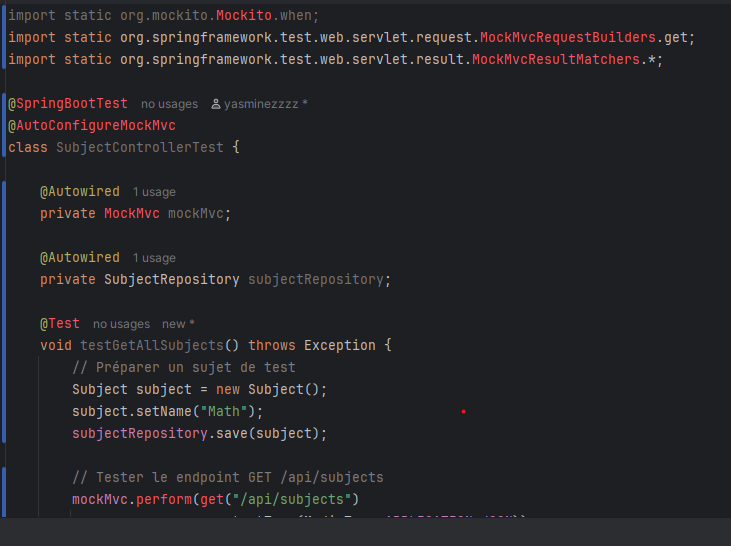 import static org.mockito.Mockito.when;
import static org.springframework.test.web.servlet.request.MockMvcRequestBuilders.get;
import static org.springframework.test.web.servlet.result.MockMvcResultMatchers.*;
@SpringBootTest no usages yasminezzzz *
@AutoConfigureMockMvc
class SubjectControllerTest {
@Autowired 1 usage
private MockMvc mockMvc;
@Autowired 1 usage
private SubjectRepository subjectRepository;
@Test no usages new *
void testGetAllSubjects() throws Exception {
// Préparer un sujet de test
Subject subject = new Subject();
subject.setName("Math");
subjectRepository.save(subject);
// Tester le endpoint GET /api/subjects
mockMvc.perform(get("/api/subjects")